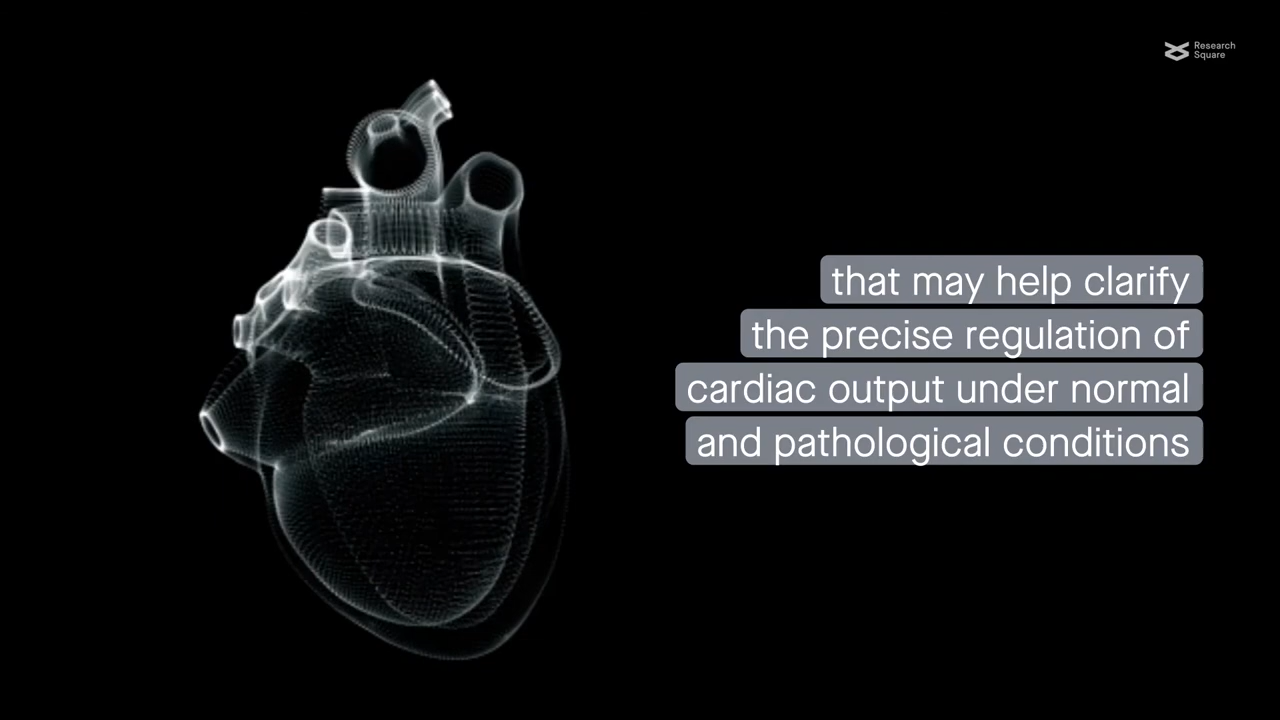 Research
Square
that may help clarify
the precise regulation of
cardiac output under normal
and pathological conditions